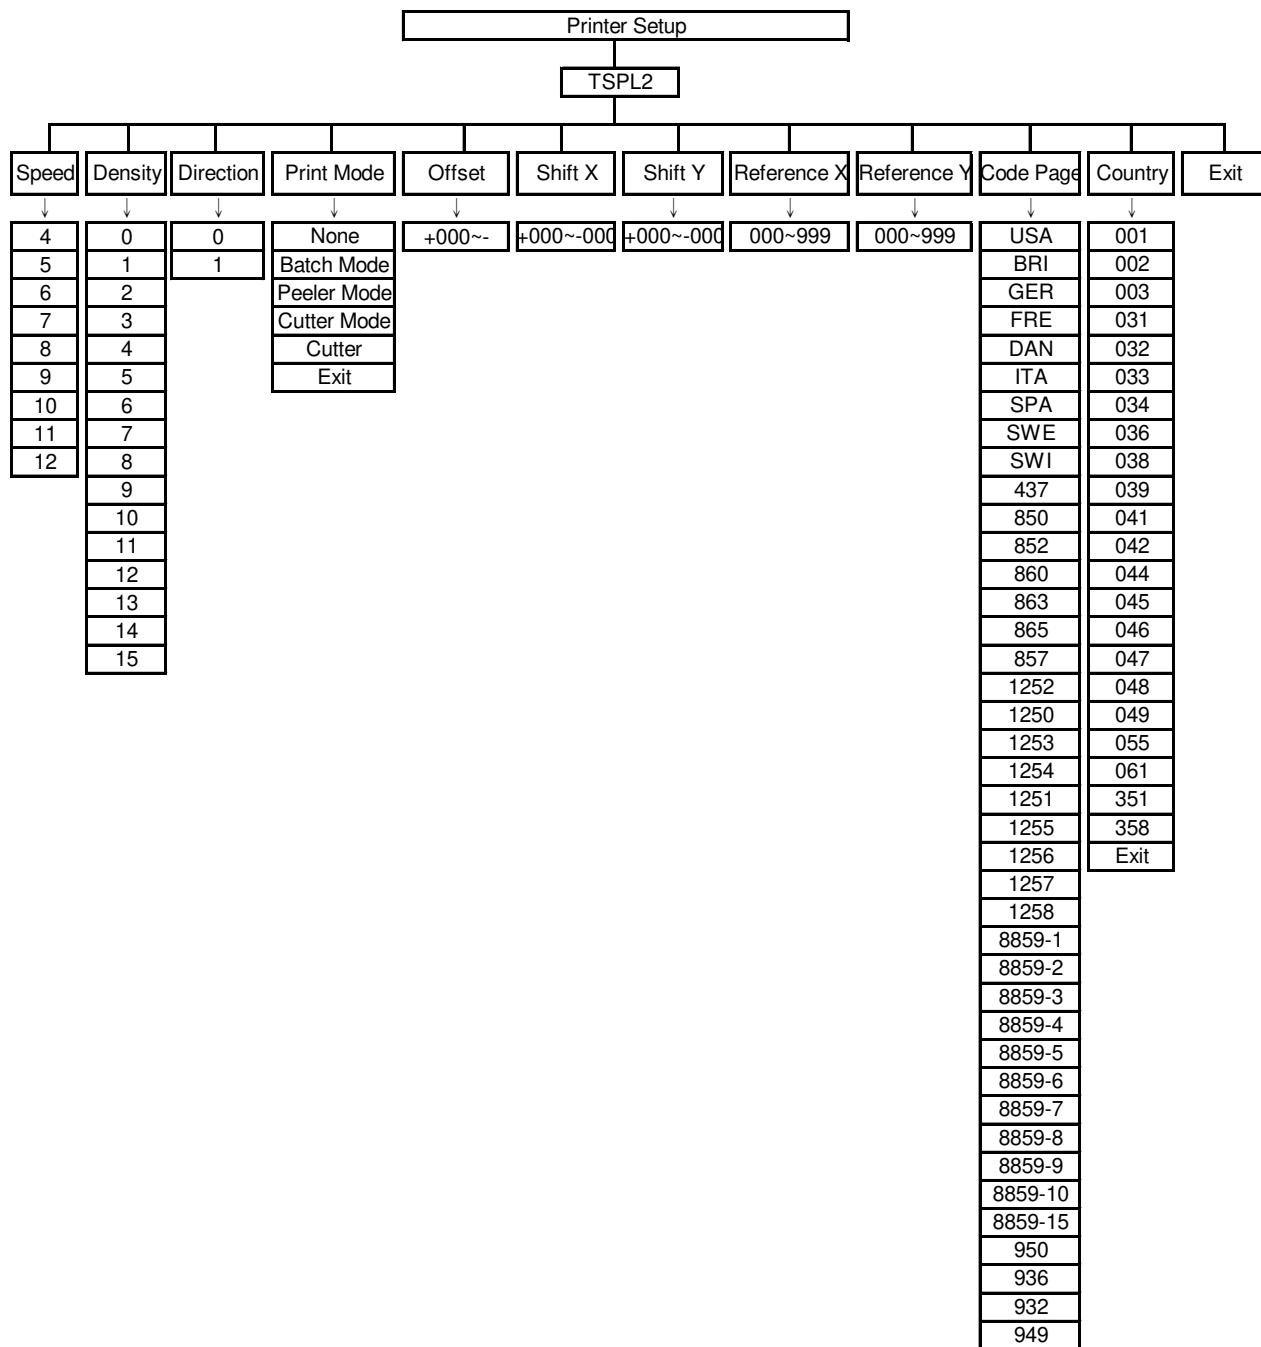 Printer Setup
TSPL2
Speed Density Direction Print Mode Offset Shift X Shift Y Reference X Reference Y Code Page Country Exit
↓ ↓ ↓ ↓ ↓ ↓ ↓ ↓ ↓ ↓ ↓
4 0 0 None +000~- +000~-000 +000~-000 000~999 000~999 USA 001
5 1 1 Batch Mode BRI 002
6 2 Peeler Mode GER 003
7 3 Cutter Mode FRE 031
8 4 Cutter DAN 032
9 5 Exit ITA 033
10 6 SPA 034
11 7 SWE 036
12 8 SWI 038
9 437 039
10 850 041
11 852 042
12 860 044
13 863 045
14 865 046
15 857 047
1252 048
1250 049
1253 055
1254 061
1251 351
1255 358
1256 Exit
1257
1258
8859-1
8859-2
8859-3
8859-4
8859-5
8859-6
8859-7
8859-8
8859-9
8859-10
8859-15
950
936
932
949